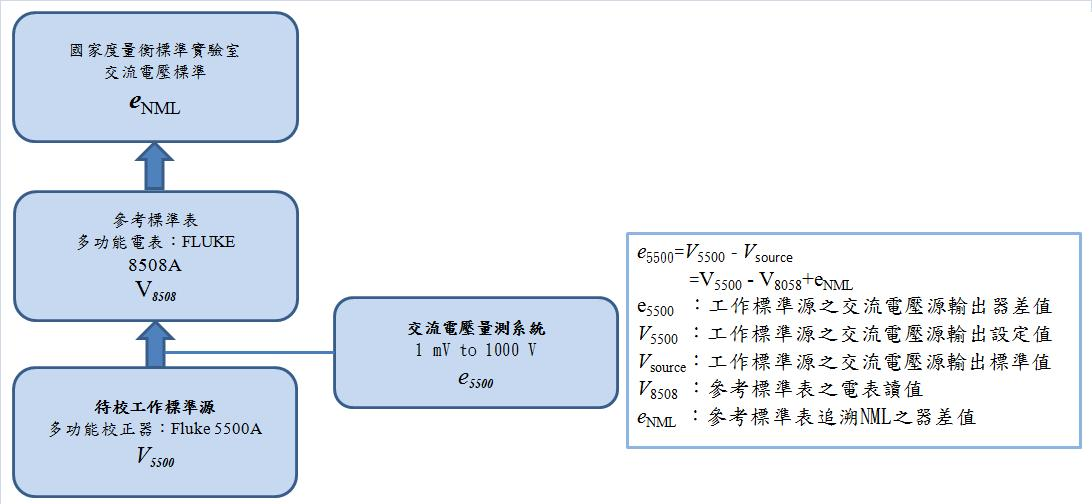 國家度量衡標準實驗室
交流電壓標準
eNML
參考標準表
多功能電表：FLUKE
8508A
V8508
交流電壓量測系統
1 mV to 1000 V
e5500
待校工作標準源
多功能校正器：Fluke 5500A
V5500
e5500=V5500 - Vsource
=V5500 - V8058+eNML
e5500 ：工作標準源之交流電壓源輸出器差值
V5500 ：工作標準源之交流電壓源輸出設定值
Vsource：工作標準源之交流電壓源輸出標準值
V8508 ：參考標準表之電表讀值
eNML ：參考標準表追溯NML之器差值